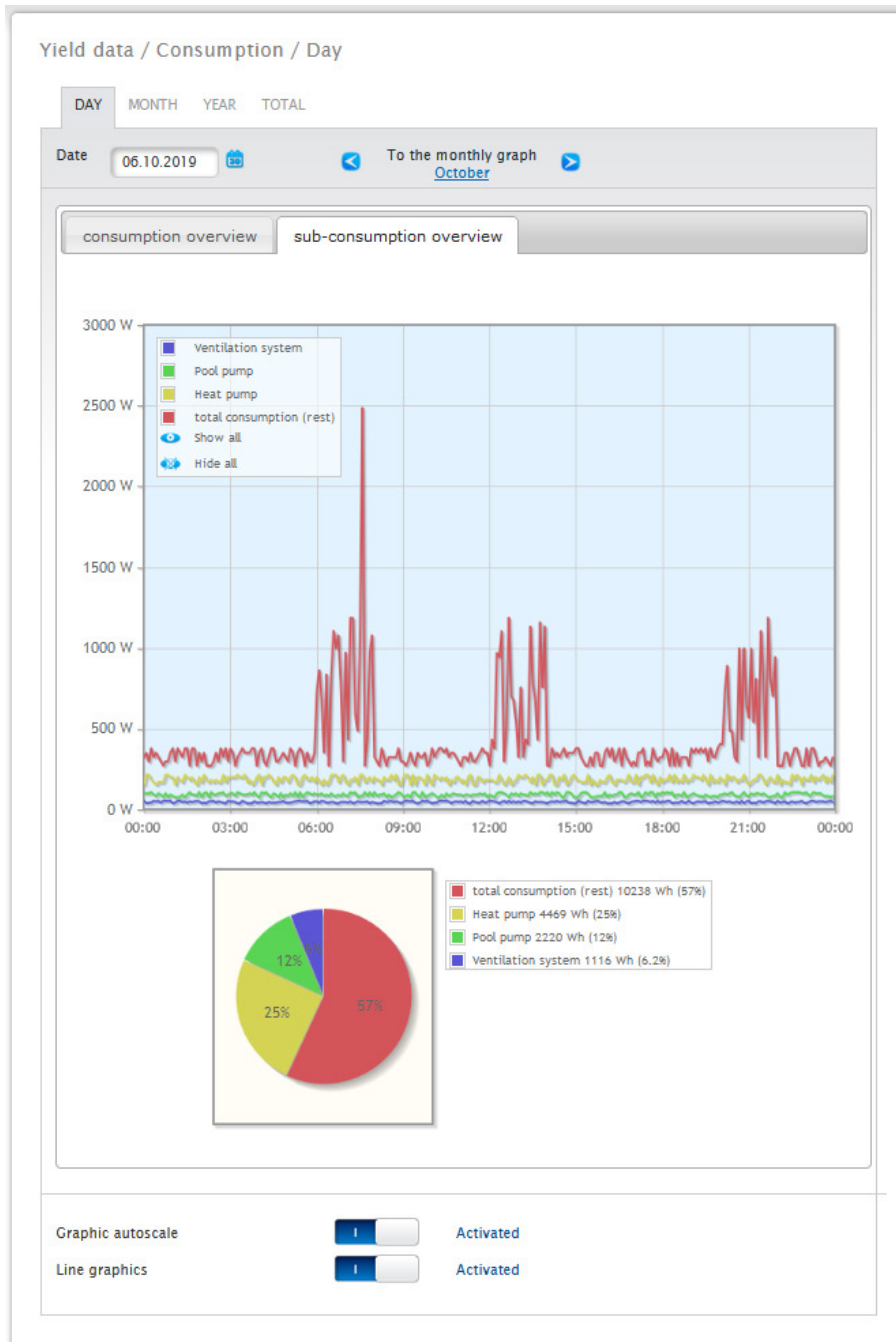 Yield data / Consumption / Day
DAY MONTH YEAR TOTAL
Date 06.10.2019 30 To the monthly graph
October
consumption overview sub-consumption overview
3000 W
2500 W
2000 W
1500 W
1000 W
500 W
0 W
Ventilation system
Pool pump
Heat pump
total consumption (rest)
Show all
Hide all
00:00 03:00 06:00 09:00 12:00 15:00 18:00 21:00 00:00
12%
25%
57%
total consumption (rest) 10238 Wh (57%)
Heat pump 4469 Wh (25%)
Pool pump 2220 Wh (12%)
Ventilation system 1116 Wh (6.2%)
Graphic autoscale I Activated
Line graphics I Activated